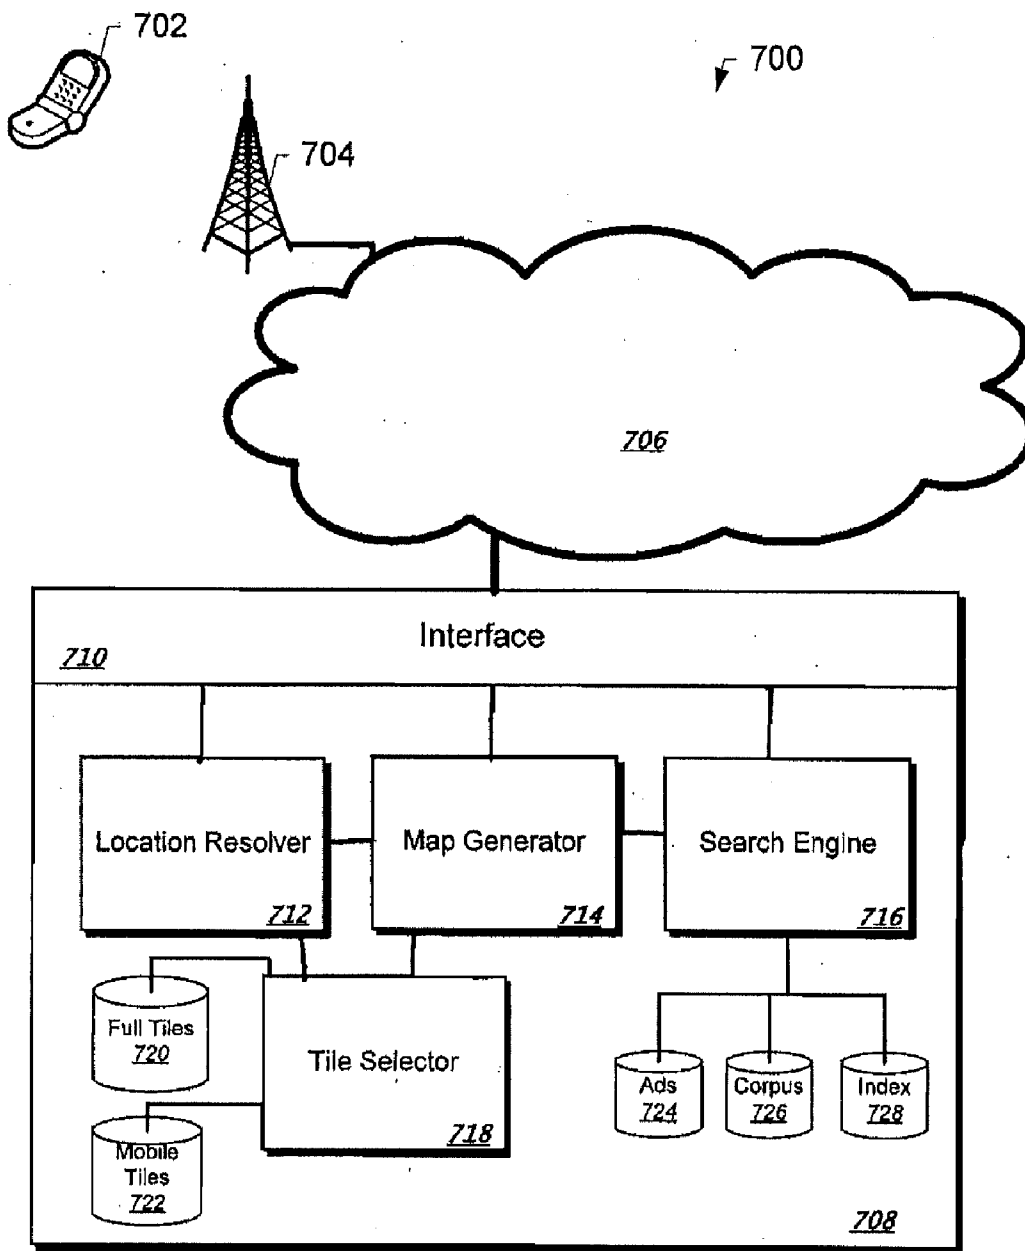 702
700
704
706
Interface
710
Location Resolver
712
Map Generator
714
Search Engine
716
Full Tiles
720
Tile Selector
718
Mobile
Tiles
722
Ads
724
Corpus
726
Index
728
708